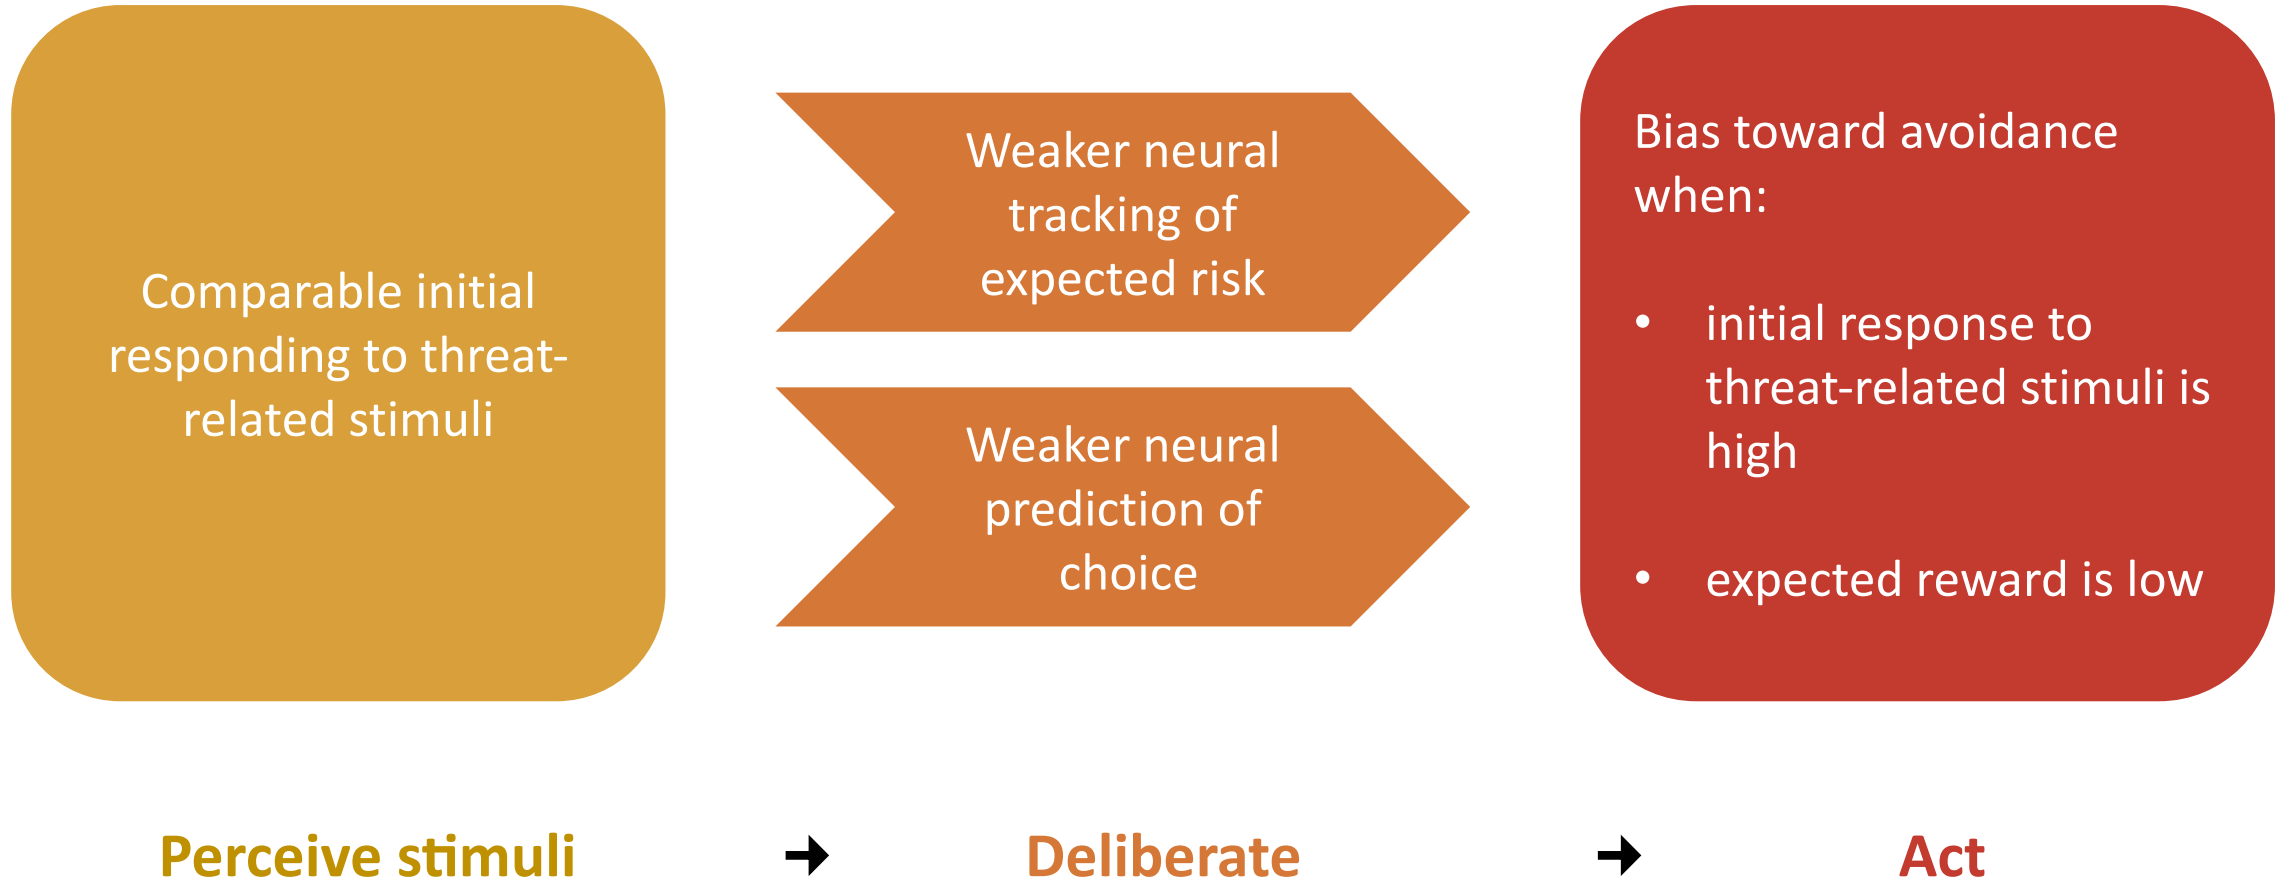 Comparable initial
responding to threat-
related stimuli
Weaker neural
tracking of
expected risk
Weaker neural
prediction of
choice
Bias toward avoidance
when:
• initial response to
threat-related stimuli is
high
• expected reward is low
Perceive stimuli → Deliberate → Act